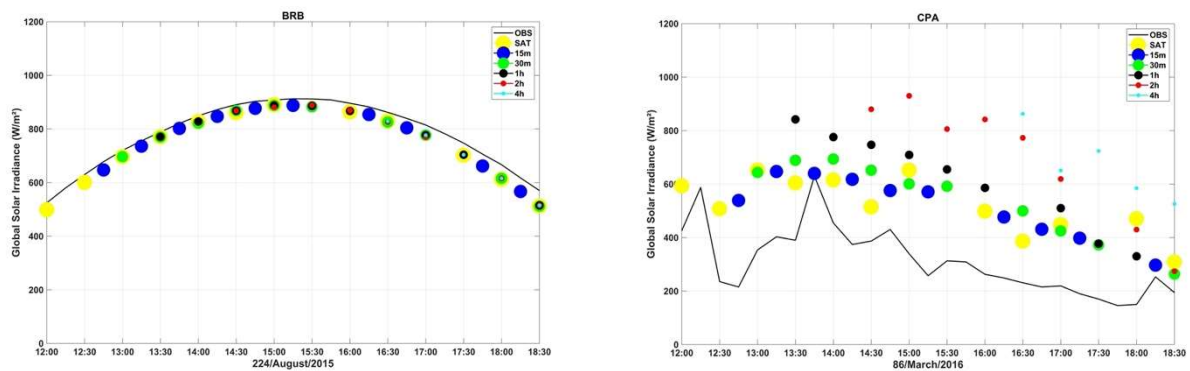 BRB
Global Solar Irradiance (W/m²)
1200
1000
800
600
400
200
0
OBS
SAT
15m
30m
1h
2h
4h
12:00 12:30 13:00 13:30 14:00 14:30 15:00 15:30 16:00 16:30 17:00 17:30 18:00 18:30
224/August/2015
CPA
Global Solar Irradiance (W/m²)
1200
1000
800
600
400
200
0
OBS
SAT
15m
30m
1h
2h
4h
12:00 12:30 13:00 13:30 14:00 14:30 15:00 15:30 16:00 16:30 17:00 17:30 18:00 18:30
86/March/2016